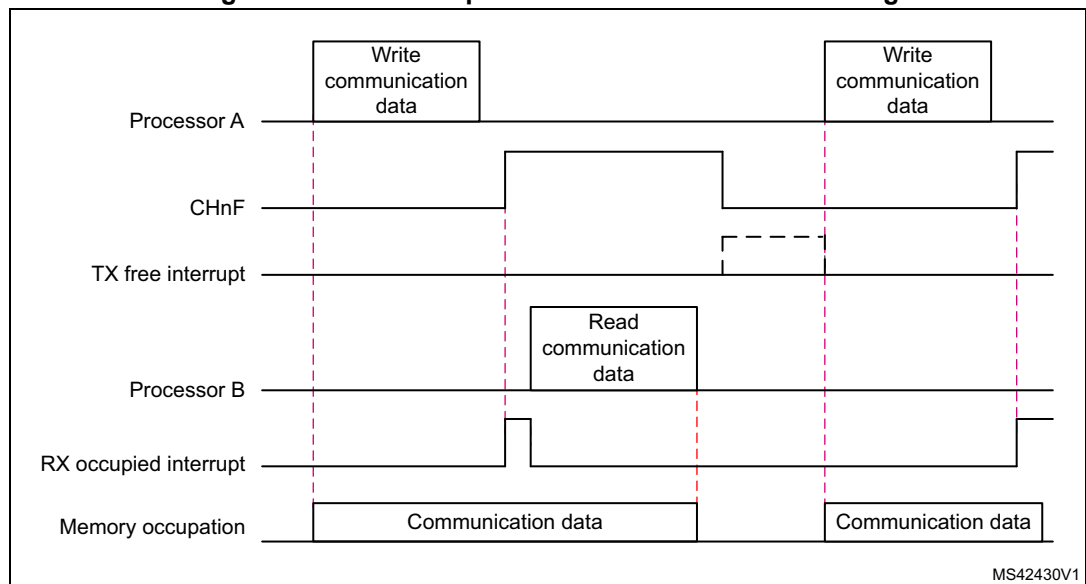 Write
communication
data
Write
communication
data
Processor A
CHnF
TX free interrupt
Read
communication
data
Processor B
RX occupied interrupt
Memory occupation
Communication data
Communication data
MS42430V1